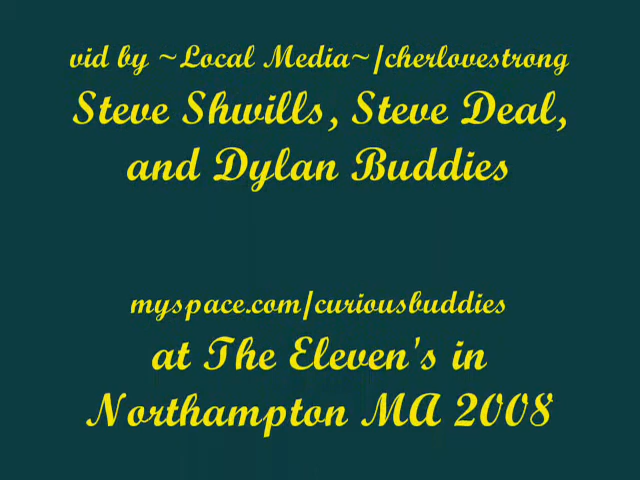 vid by ~Local Media~/cherlovestrong
Steve Shwills, Steve Deal,
and Dylan Buddies
myspace.com/curiousbuddies
at The Eleven's in
Northampton MA 2008